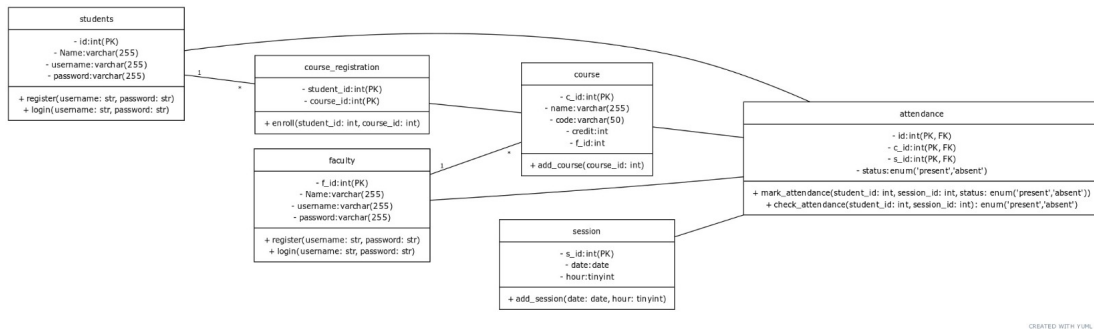 students
- id:int(PK)
- Name:varchar(255)
- username:varchar(255)
- password:varchar(255)
+ register(username: str, password: str)
+ login(username: str, password: str)
1
*
course_registration
- student_id:int(PK)
- course_id:int(PK)
+ enroll(student_id: int, course_id: int)
faculty
- f_id:int(PK)
- Name:varchar(255)
- username:varchar(255)
- password:varchar(255)
+ register(username: str, password: str)
+ login(username: str, password: str)
1
*
course
- c_id:int(PK)
- name:varchar(255)
- code:varchar(50)
- credit:int
- f_id:int
+ add_course(course_id: int)
session
- s_id:int(PK)
- date:date
- hour:tinyint
+ add_session(date: date, hour: tinyint)
attendance
- id:int(PK, FK)
- c_id:int(PK, FK)
- s_id:int(PK, FK)
- status:enum('present','absent')
+ mark_attendance(student_id: int, session_id: int, status: enum('present','absent'))
+ check_attendance(student_id: int, session_id: int): enum('present','absent')
CREATED WITH YUML